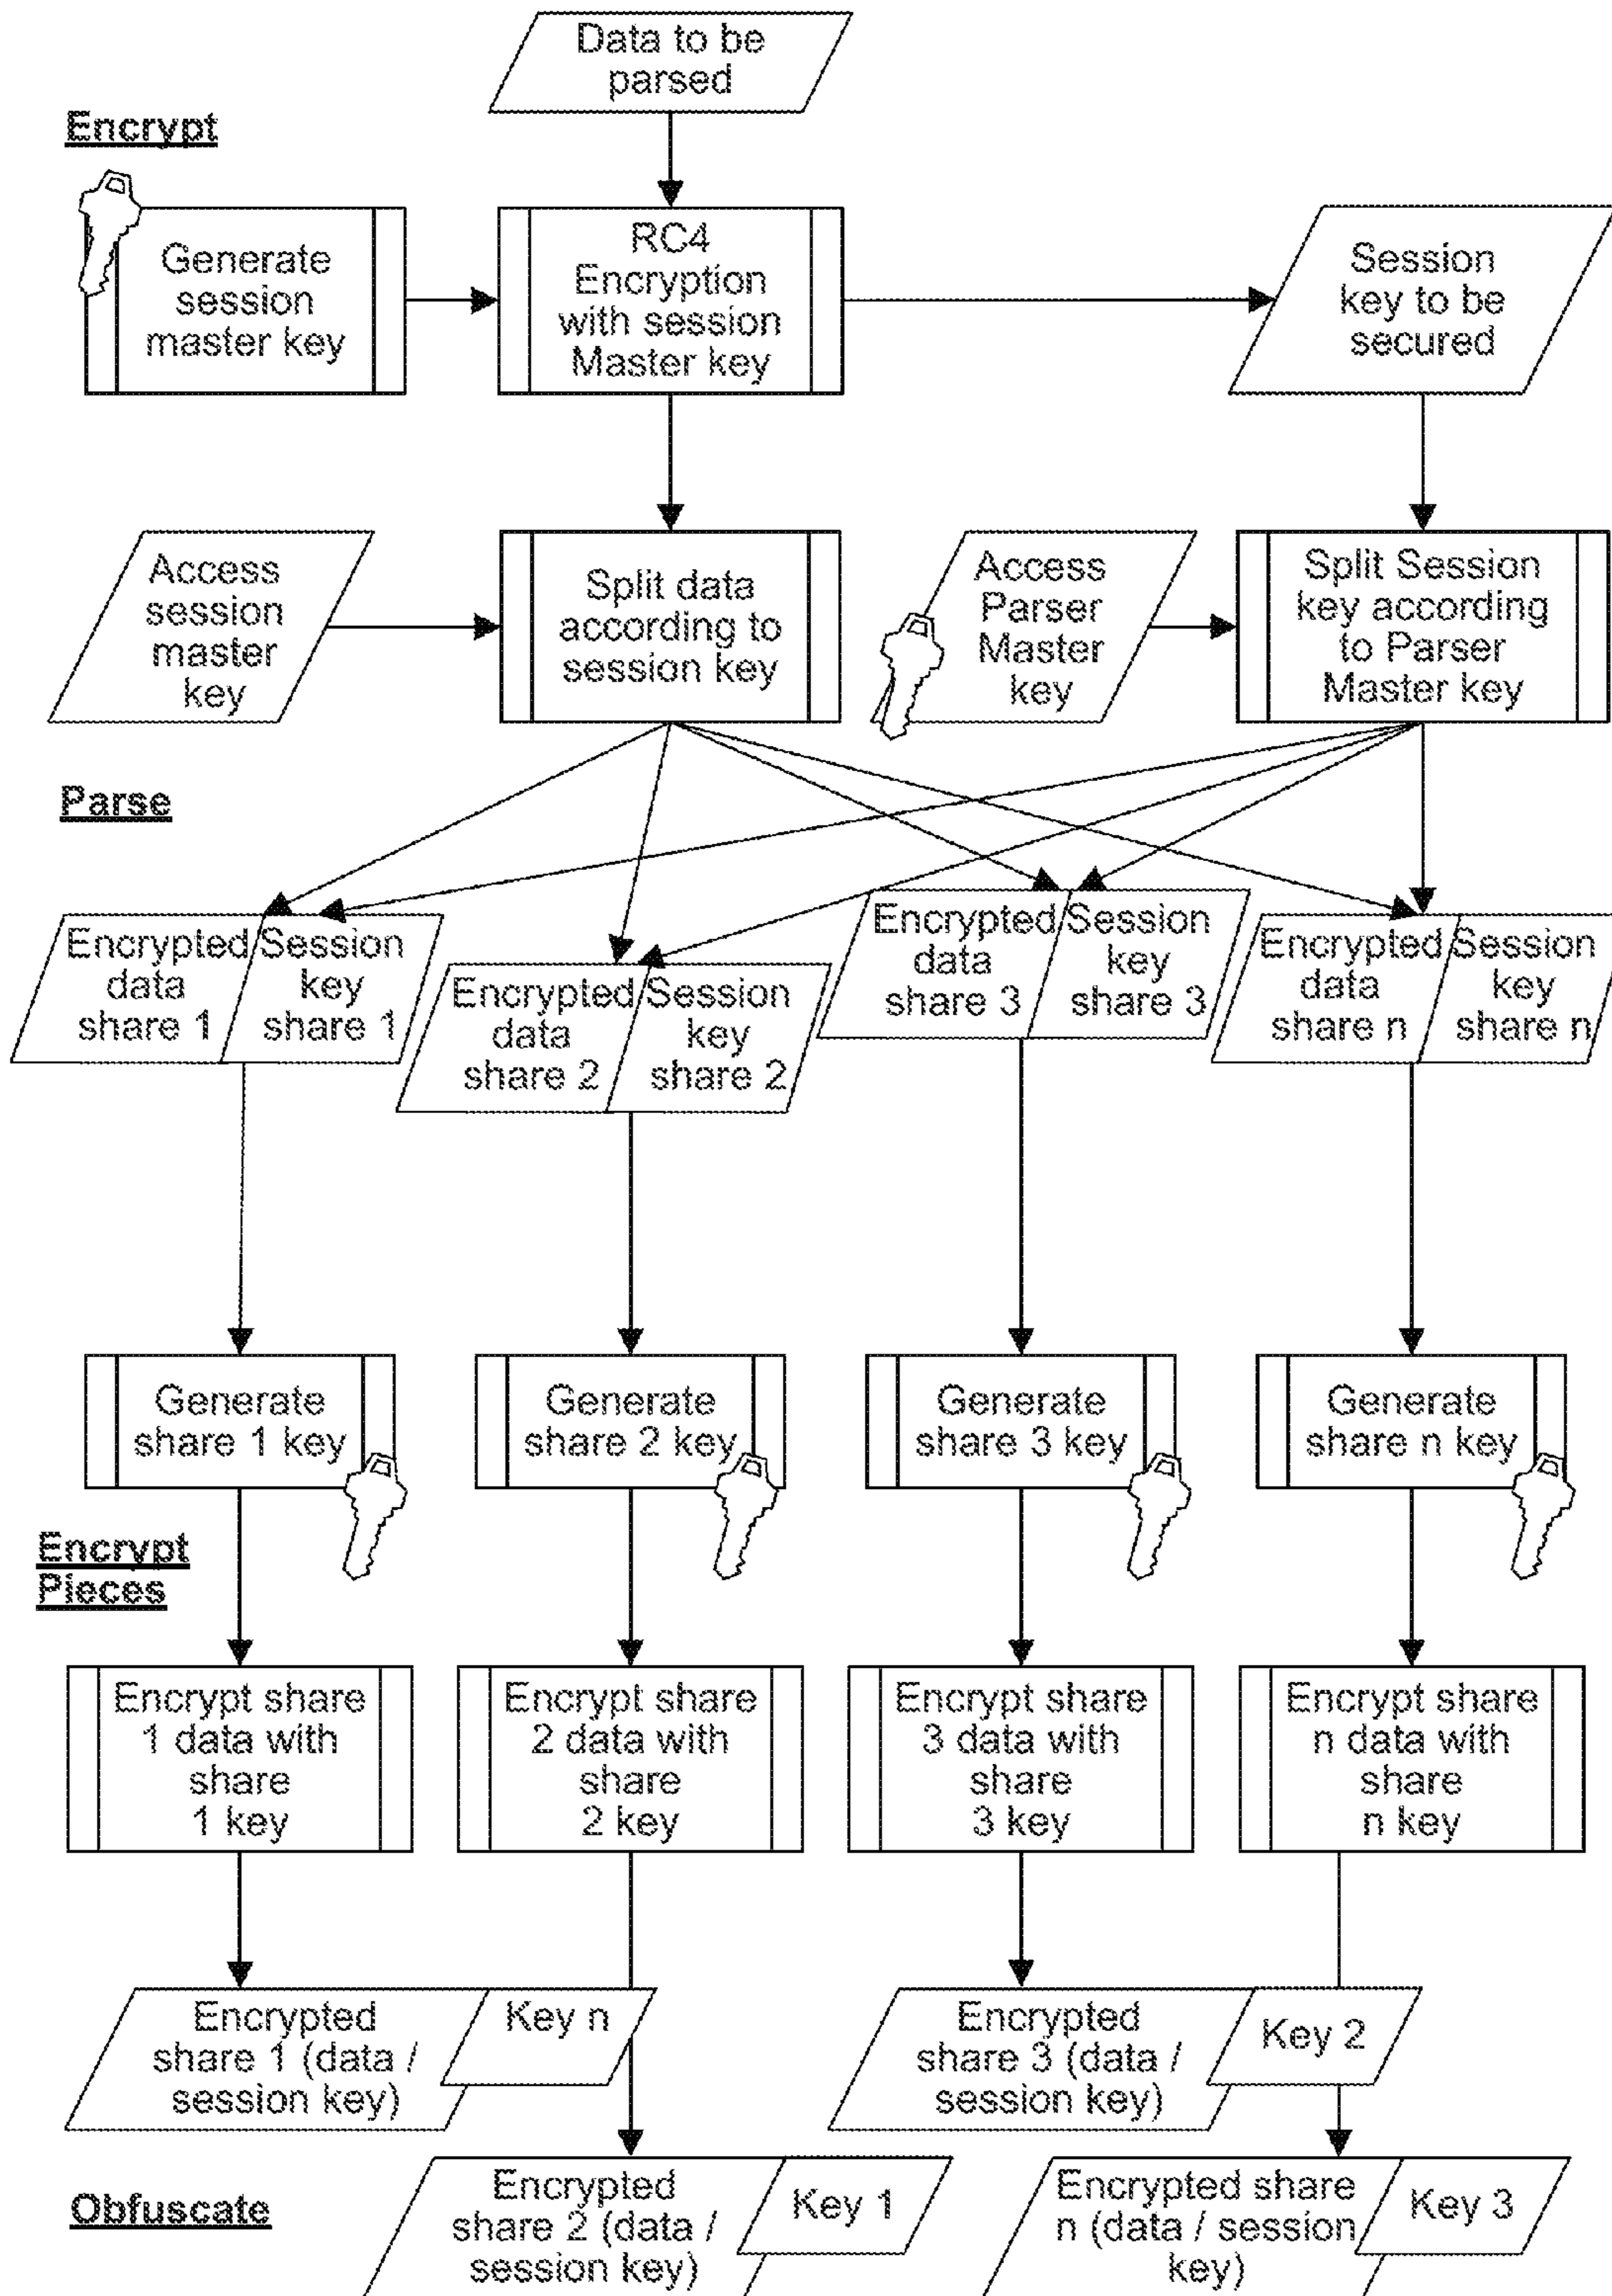 Data to be
parsed
Encrypt
Generate
session
master key
RC4
Encryption
with session
Master key
Session
key to be
secured
Access
session
master
key
Split data
according to
session key
Access
Parser
Master
key
Split Session
key according
to Parser
Master key
Parse
Encrypted
data
share 1
Session
key
share 1
Encrypted
data
share 2
Session
key
share 2
Encrypted
data
share 3
Session
key
share 3
Encrypted
data
share n
Session
key
share n
Generate
share 1 key
Generate
share 2 key
Generate
share 3 key
Generate
share n key
Encrypt
Pieces
Encrypt share
1 data with
share
1 key
Encrypt share
2 data with
share
2 key
Encrypt share
3 data with
share
3 key
Encrypt share
n data with
share
n key
Encrypted
share 1 (data /
session key)
Key n
Encrypted
share 3 (data /
session key)
Key 2
Obfuscate
Encrypted
share 2 (data /
session key)
Key 1
Encrypted share
n (data / session
key)
Key 3